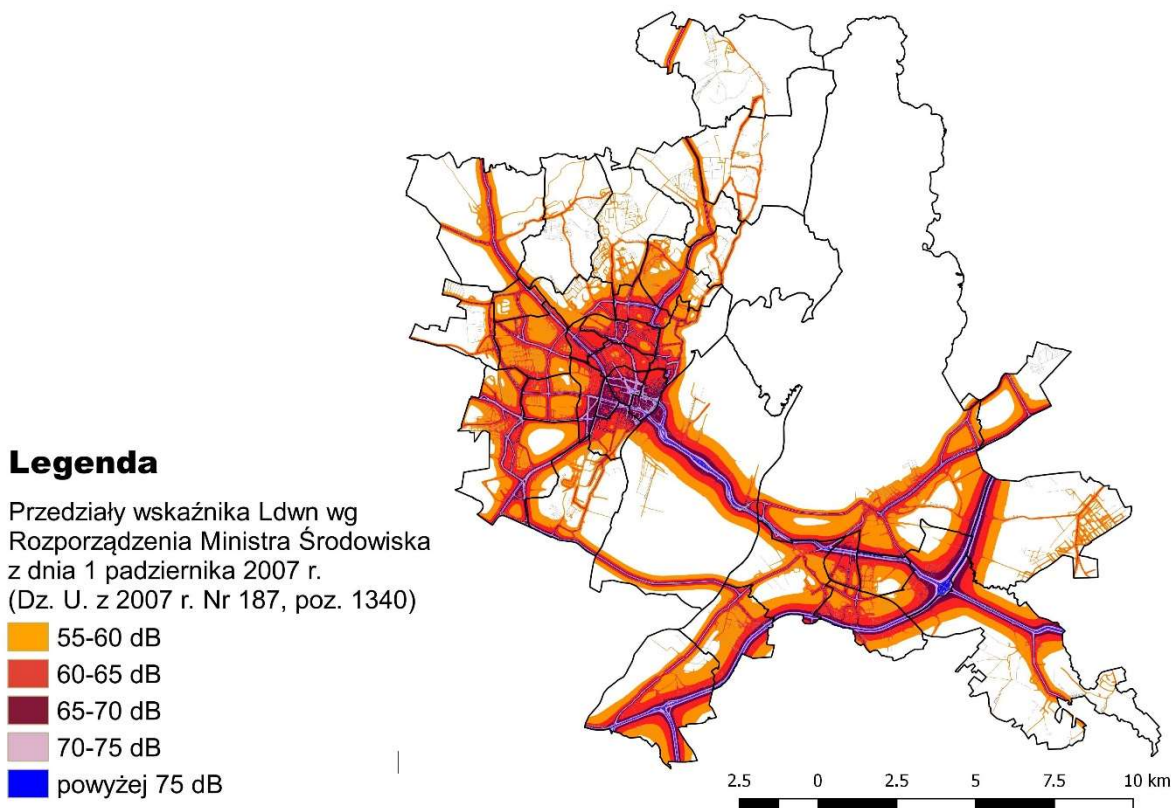 Legenda
Przedziały wskaźnika Ldwn wg
Rozporządzenia Ministra Środowiska
z dnia 1 padziernika 2007 r.
(Dz. U. z 2007 r. Nr 187, poz. 1340)
55-60 dB
60-65 dB
65-70 dB
70-75 dB
powyżej 75 dB
2.5 0 2.5 5 7.5 10 km